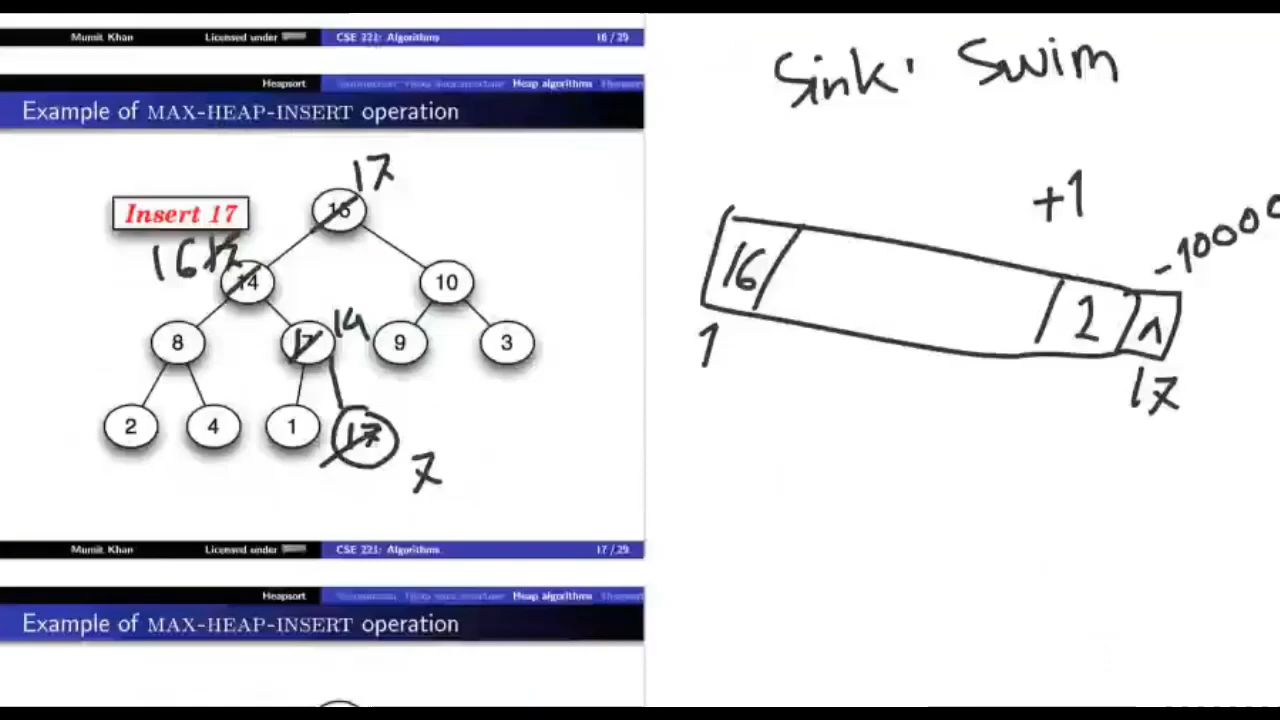 Mumit Khan Licensed under CSE 221: Algorithms 16 / 29
Heapsort Heap algorithms
Example of MAX-HEAP-INSERT operation
Insert 17
17
16
16 17
14
10
8
17
14
9
3
2
4
1
17
7
Mumit Khan Licensed under CSE 221: Algorithms 17 / 29
Heapsort Heap algorithms
Example of MAX-HEAP-INSERT operation
Sink. Swim
+1
-10000
16
2
1
17